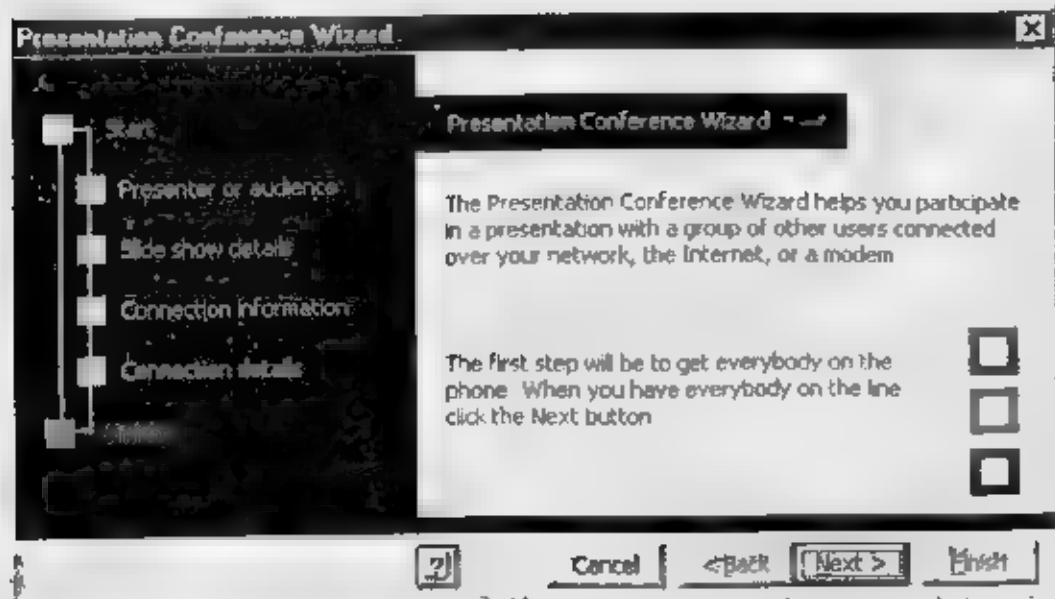 Presentation Conference Wizard
Start
Presenter or audience
Slide show details
Connection information
Connection details
Presentation Conference Wizard
The Presentation Conference Wizard helps you participate
in a presentation with a group of other users connected
over your network, the Internet, or a modem
The first step will be to get everybody on the
phone When you have everybody on the line
click the Next button
?
Cancel
<Back
Next >
Finish